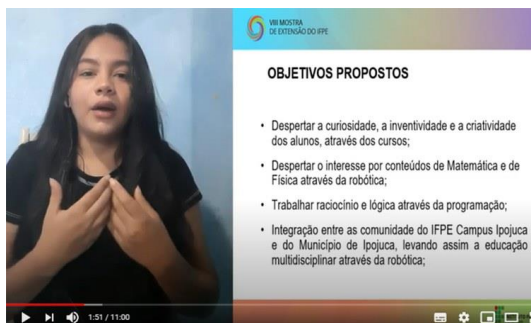 VIII MOSTRA
DE EXTENSÃO DO IFPE
OBJETIVOS PROPOSTOS
• Despertar a curiosidade, a inventividade e a criatividade
dos alunos, através dos cursos;
• Despertar o interesse por conteúdos de Matemática e de
Física através da robótica;
• Trabalhar raciocínio e lógica através da programação;
• Integração entre as comunidade do IFPE Campus Ipojuca
e do Município de Ipojuca, levando assim a educação
multidisciplinar através da robótica;
1:51 / 11:00